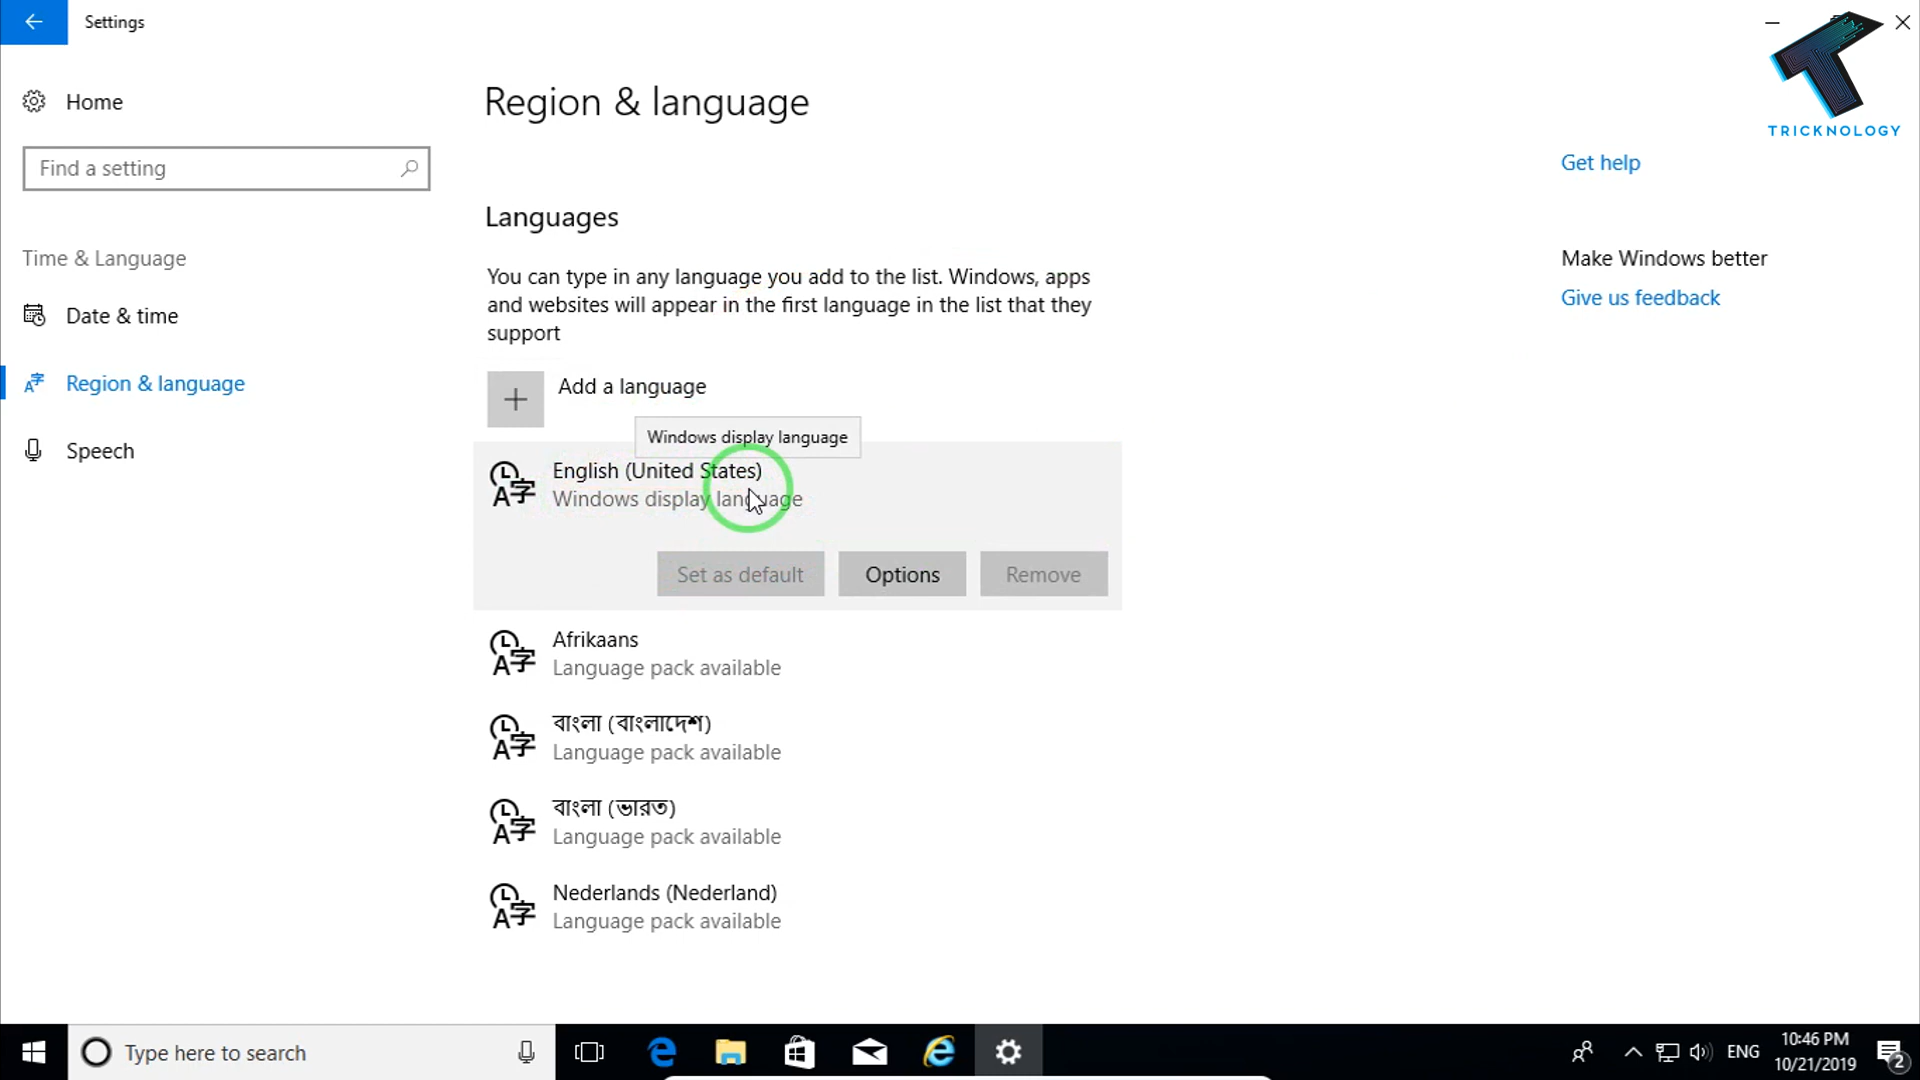 Settings
TRICKNOLOGY
Home
Find a setting
Time & Language
Date & time
Region & language
Speech
Region & language
Languages
You can type in any language you add to the list. Windows, apps
and websites will appear in the first language in the list that they
support
Add a language
Windows display language
English (United States)
Windows display language
Set as default
Options
Remove
Afrikaans
Language pack available
বাংলা (বাংলাদেশ)
Language pack available
বাংলা (ভারত)
Language pack available
Nederlands (Nederland)
Language pack available
Get help
Make Windows better
Give us feedback
Type here to search
ENG
10:46 PM
10/21/2019
2